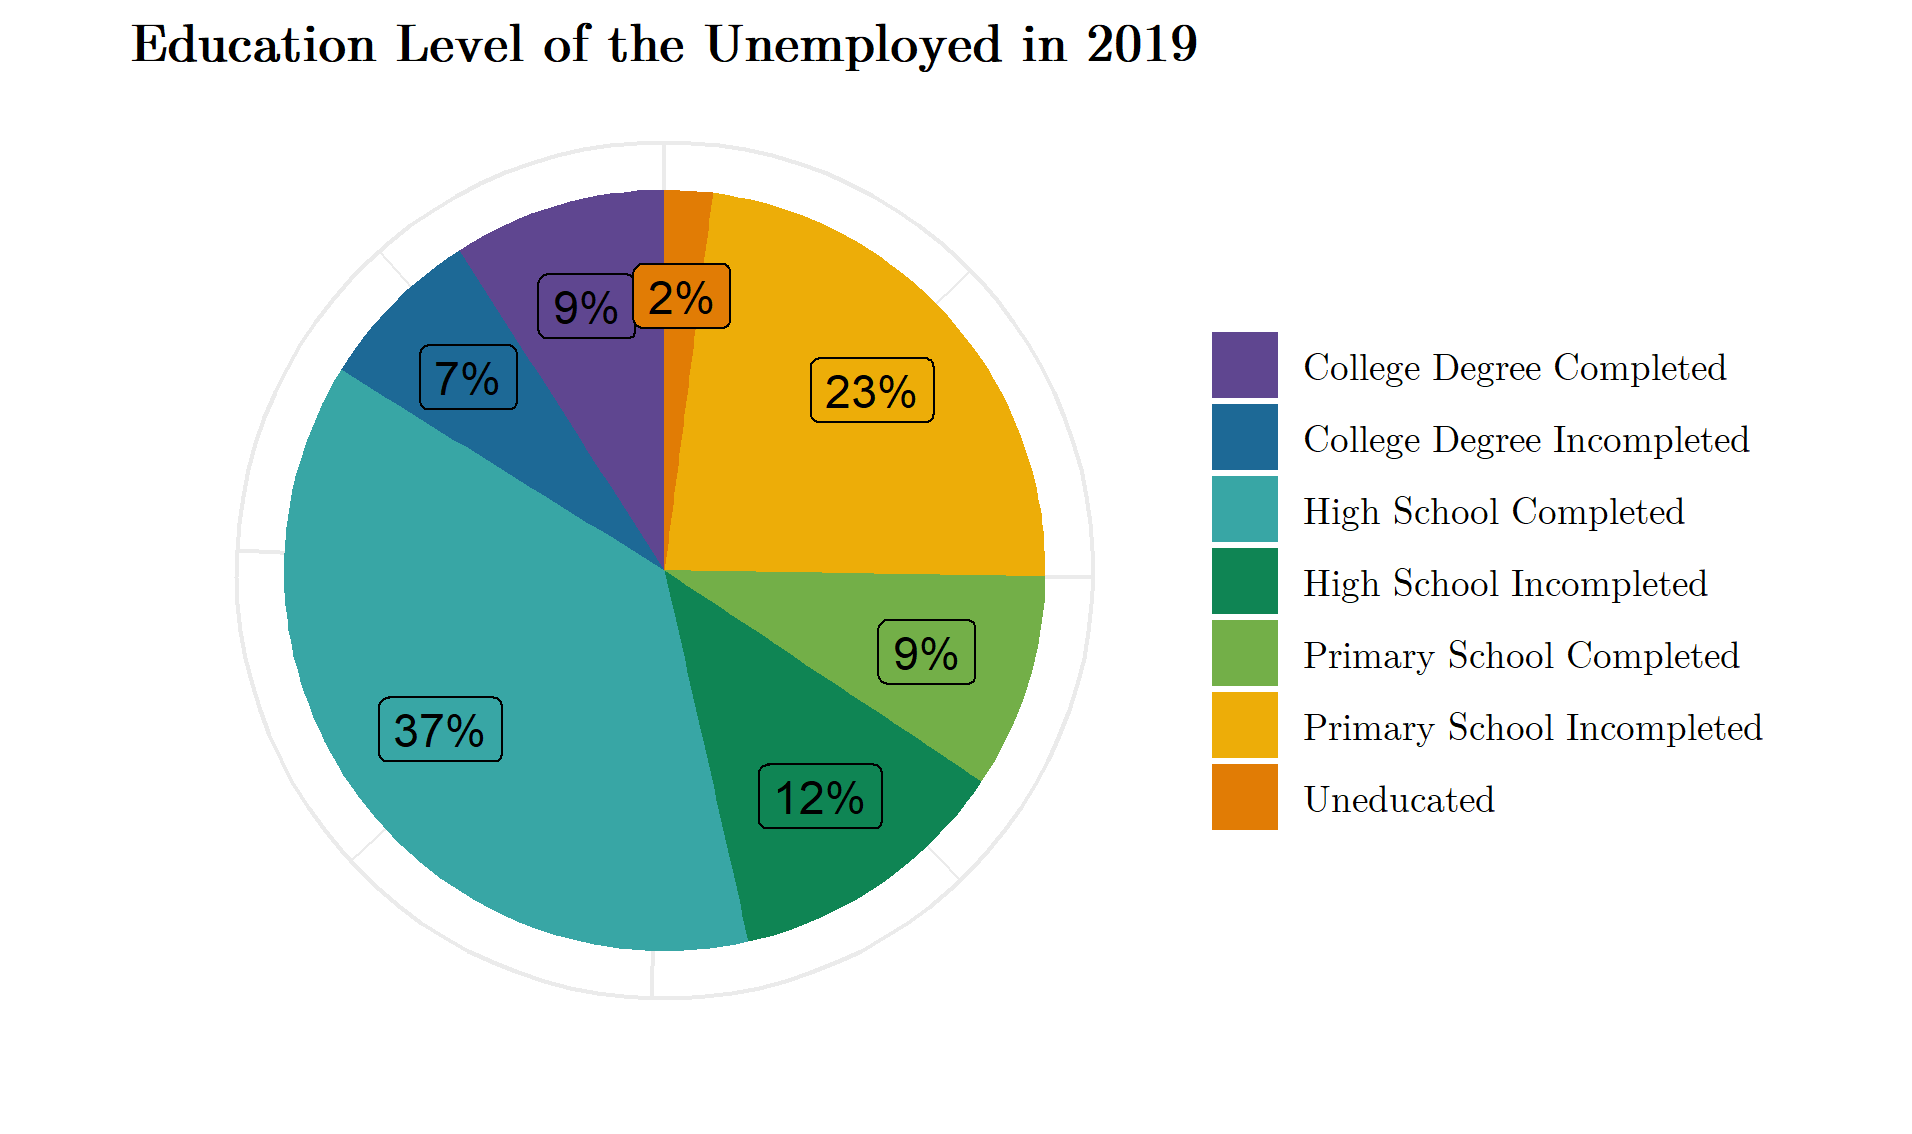 Education Level of the Unemployed in 2019
9%
2%
7%
23%
9%
37%
12%
College Degree Completed
College Degree Incompleted
High School Completed
High School Incompleted
Primary School Completed
Primary School Incompleted
Uneducated